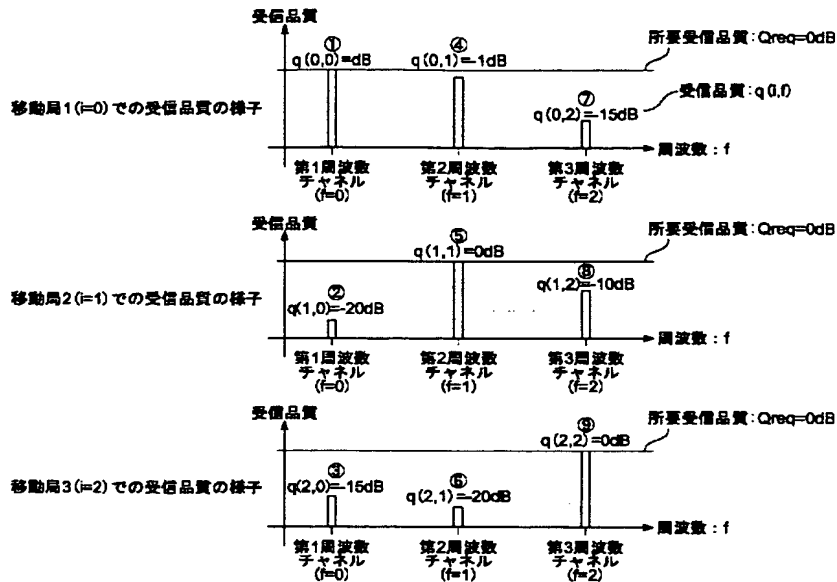 受信品質
①
q(0,0)=dB
④
q(0,1)=-1dB
所要受信品質:Qreq=0dB
移動局1(i=0)での受信品質の様子
⑦
q(0,2)=-15dB
受信品質:q(i,f)
周波数:f
第1周波数
チャネル
(f=0)
第2周波数
チャネル
(f=1)
第3周波数
チャネル
(f=2)
受信品質
⑤
q(1,1)=0dB
所要受信品質:Qreq=0dB
移動局2(i=1)での受信品質の様子
②
q(1,0)=-20dB
⑧
q(1,2)=-10dB
周波数:f
第1周波数
チャネル
(f=0)
第2周波数
チャネル
(f=1)
第3周波数
チャネル
(f=2)
受信品質
⑨
q(2,2)=0dB
所要受信品質:Qreq=0dB
移動局3(i=2)での受信品質の様子
③
q(2,0)=-15dB
⑥
q(2,1)=-20dB
周波数:f
第1周波数
チャネル
(f=0)
第2周波数
チャネル
(f=1)
第3周波数
チャネル
(f=2)